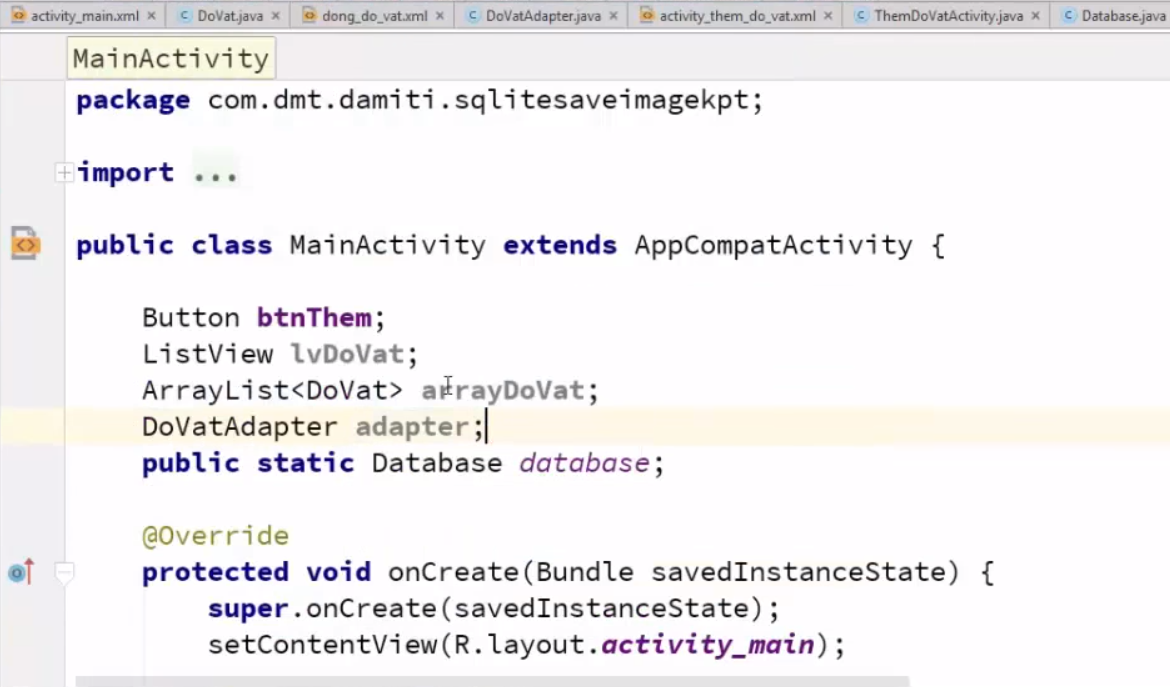 activity_main.xml DoVat.java dong_do_vat.xml DoVatAdapter.java activity_them_do_vat.xml ThemDoVatActivity.java Database.java
MainActivity
package com.dmt.damiti.sqlitesaveimagekpt;
import ...
public class MainActivity extends AppCompatActivity {
Button btnThem;
ListView lvDoVat;
ArrayList<DoVat> arrayDoVat;
DoVatAdapter adapter;
public static Database database;
@Override
protected void onCreate(Bundle savedInstanceState) {
super.onCreate(savedInstanceState);
setContentView(R.layout.activity_main);